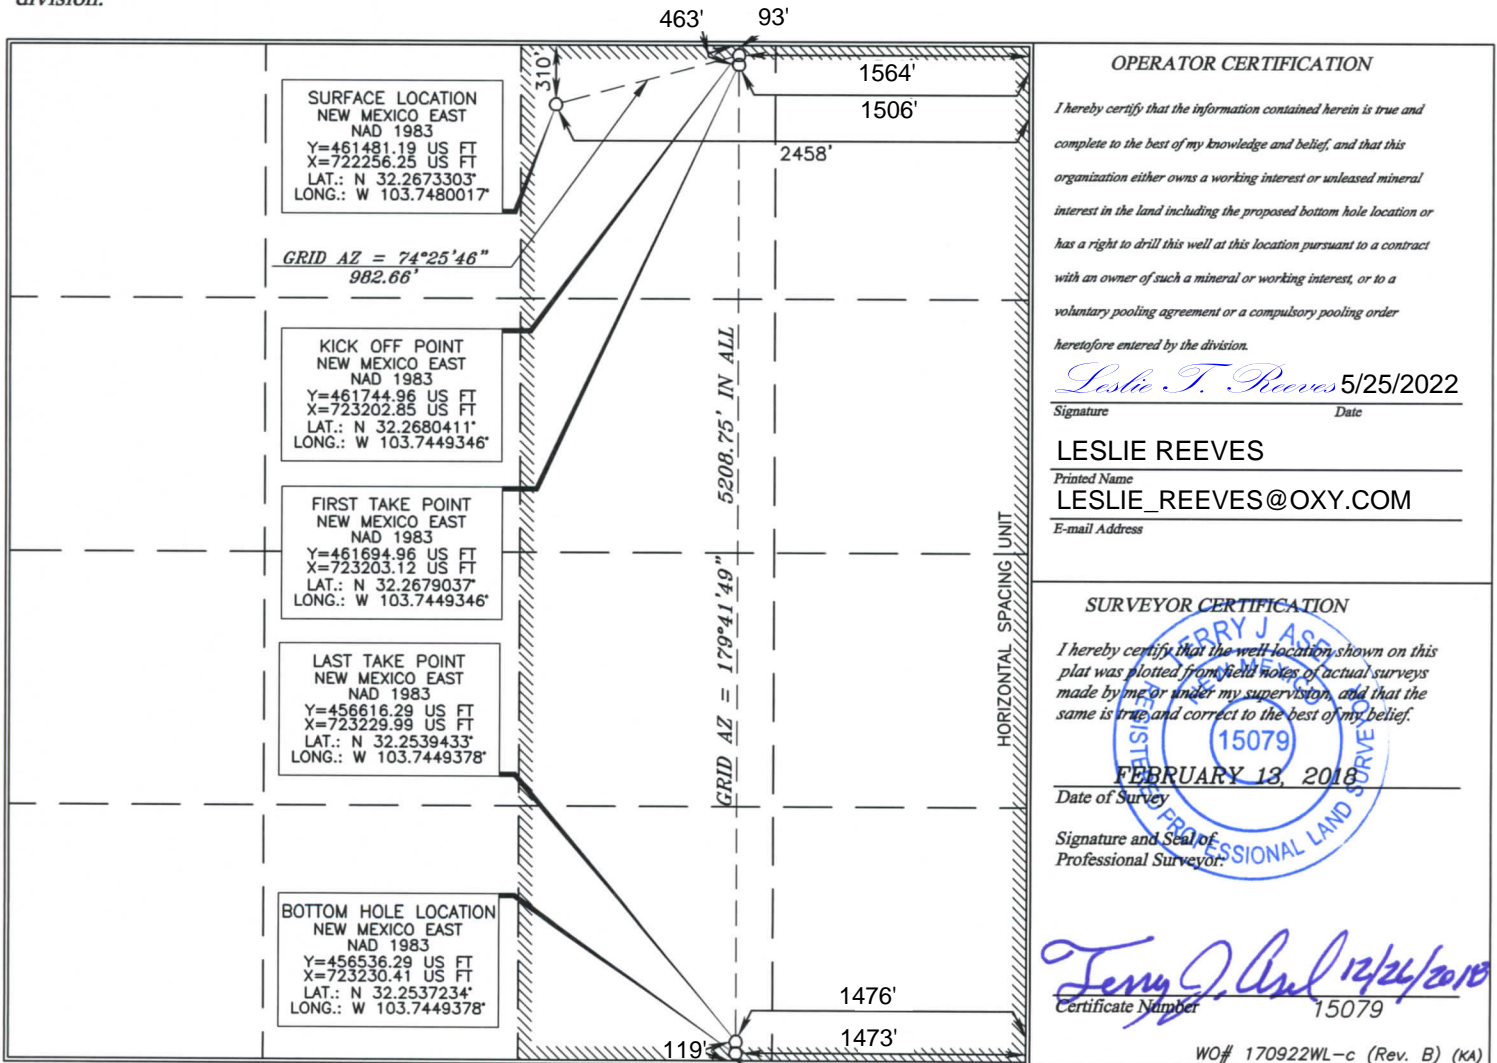 division.
463'
93'
310'
1564'
1506'
2458'
SURFACE LOCATION
NEW MEXICO EAST
NAD 1983
Y=461481.19 US FT
X=722256.25 US FT
LAT.: N 32.2673303°
LONG.: W 103.7480017°
GRID AZ = 74°25'46"
982.66'
KICK OFF POINT
NEW MEXICO EAST
NAD 1983
Y=461744.96 US FT
X=723202.85 US FT
LAT.: N 32.2680411°
LONG.: W 103.7449346°
FIRST TAKE POINT
NEW MEXICO EAST
NAD 1983
Y=461694.96 US FT
X=723203.12 US FT
LAT.: N 32.2679037°
LONG.: W 103.7449346°
LAST TAKE POINT
NEW MEXICO EAST
NAD 1983
Y=456616.29 US FT
X=723229.99 US FT
LAT.: N 32.2539433°
LONG.: W 103.7449378°
BOTTOM HOLE LOCATION
NEW MEXICO EAST
NAD 1983
Y=456536.29 US FT
X=723230.41 US FT
LAT.: N 32.2537234°
LONG.: W 103.7449378°
GRID AZ = 179°41'49" 5208.75' IN ALL
HORIZONTAL SPACING UNIT
1476'
1473'
119'
OPERATOR CERTIFICATION
I hereby certify that the information contained herein is true and
complete to the best of my knowledge and belief, and that this
organization either owns a working interest or unleased mineral
interest in the land including the proposed bottom hole location or
has a right to drill this well at this location pursuant to a contract
with an owner of such a mineral or working interest, or to a
voluntary pooling agreement or a compulsory pooling order
heretofore entered by the division.
Leslie T. Reeves 5/25/2022
Signature Date
LESLIE REEVES
Printed Name
LESLIE_REEVES@OXY.COM
E-mail Address
SURVEYOR CERTIFICATION
I hereby certify that the well location shown on this
plat was plotted from field notes of actual surveys
made by me or under my supervision, and that the
same is true and correct to the best of my belief.
TERRY J ASEL
NEW MEXICO
15079
REGISTERED PROFESSIONAL LAND SURVEYOR
FEBRUARY 13, 2018
Date of Survey
Signature and Seal of
Professional Surveyor:
Terry J. Asel 12/26/2018
Certificate Number 15079
WO# 170922WL-c (Rev. B) (KA)